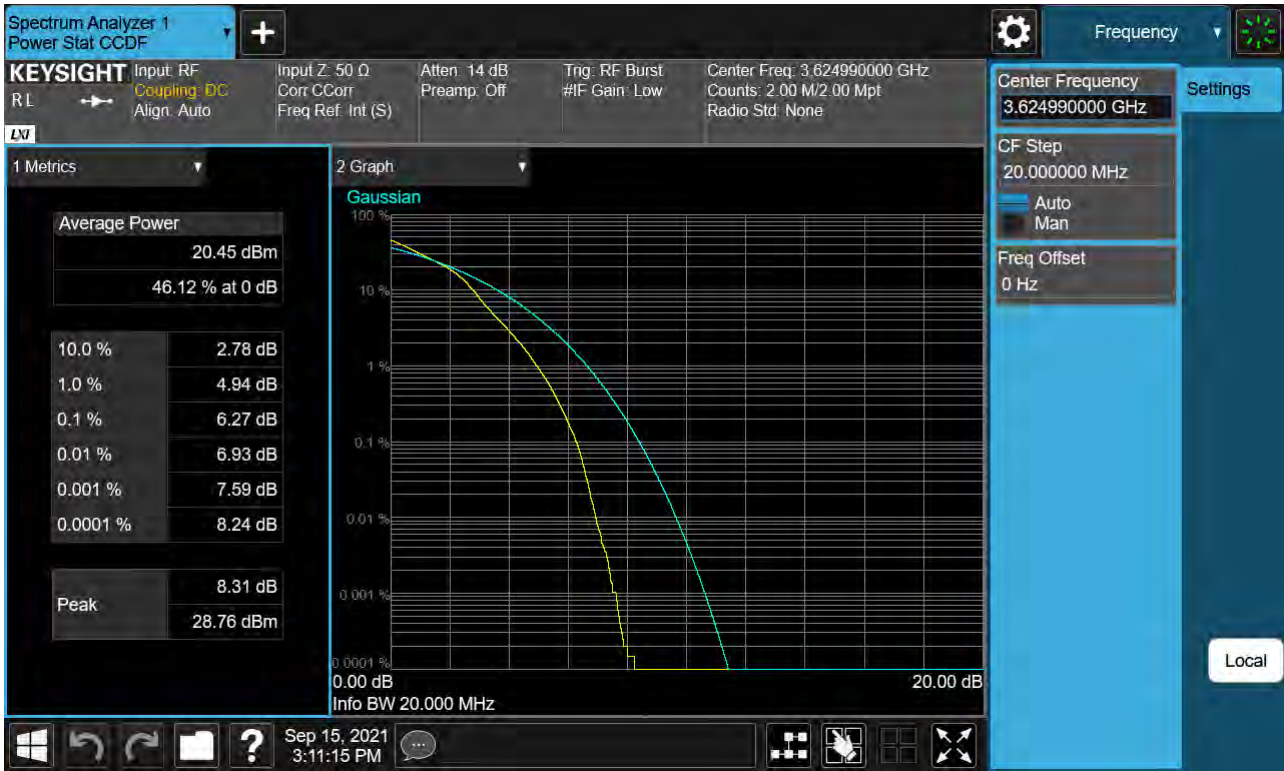 Spectrum Analyzer 1
Power Stat CCDF
+
Frequency
KEYSIGHT
R L
LXI
Input: RF
Coupling: DC
Align: Auto
Input Z: 50 Ω
Corr CCorr
Freq Ref: Int (S)
Atten: 14 dB
Preamp: Off
Trig: RF Burst
#IF Gain: Low
Center Freq: 3.624990000 GHz
Counts: 2.00 M/2.00 Mpt
Radio Std: None
1 Metrics
Average Power
20.45 dBm
46.12 % at 0 dB
10.0 % 2.78 dB
1.0 % 4.94 dB
0.1 % 6.27 dB
0.01 % 6.93 dB
0.001 % 7.59 dB
0.0001 % 8.24 dB
Peak
8.31 dB
28.76 dBm
2 Graph
Gaussian
100 %
10 %
1 %
0.1 %
0.01 %
0.001 %
0.0001 %
0.00 dB 20.00 dB
Info BW 20.000 MHz
Center Frequency
3.624990000 GHz
CF Step
20.000000 MHz
Auto
Man
Freq Offset
0 Hz
Settings
Local
?
Sep 15, 2021
3:11:15 PM